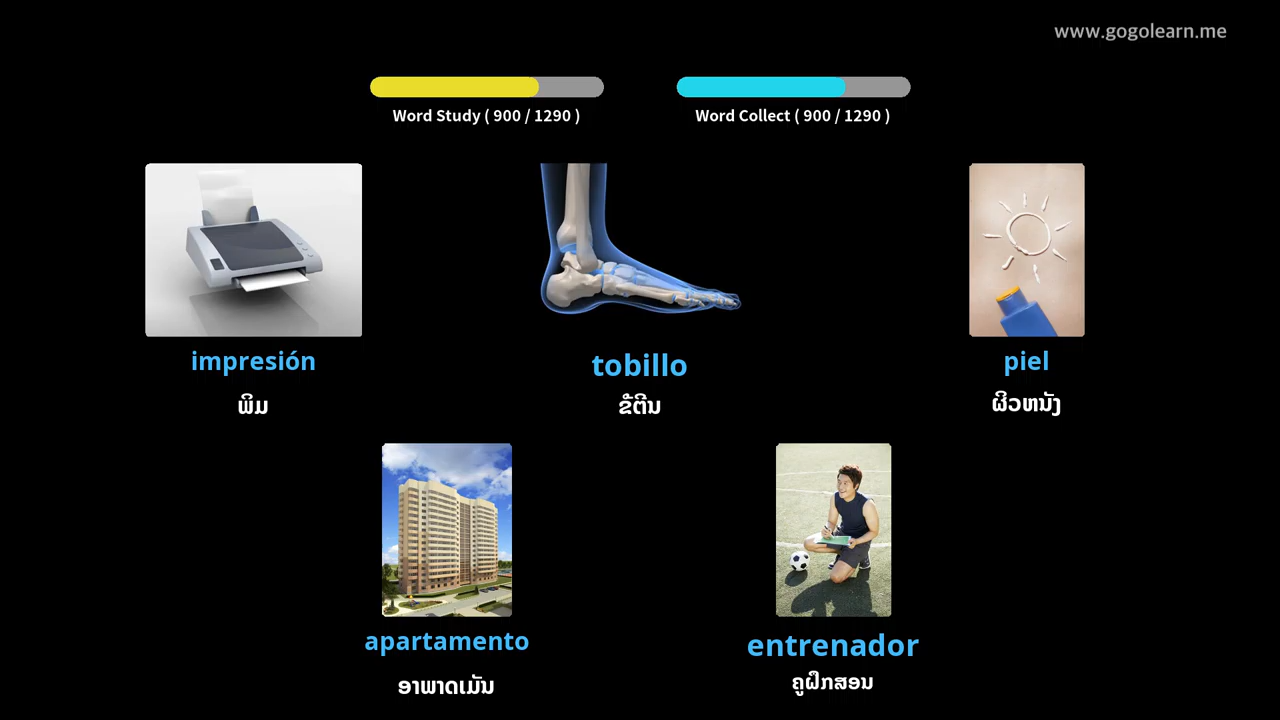 www.gogolearn.me
Word Study ( 900 / 1290 )
Word Collect ( 900 / 1290 )
impresión
ພິມ
tobillo
ຂໍ້ຕີນ
piel
ຜິວຫນັງ
apartamento
ອາພາດເມັນ
entrenador
ຄູຝຶກສອນ